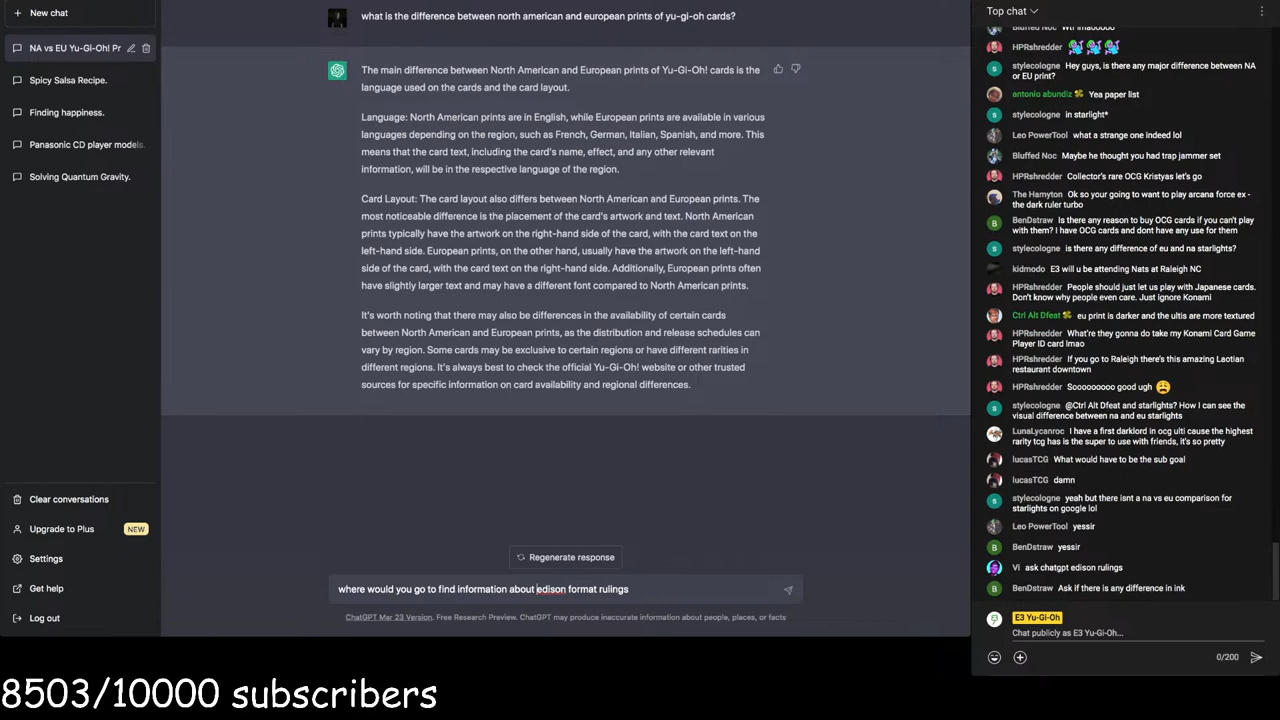 New chat
NA vs EU Yu-Gi-Oh! Pr
Spicy Salsa Recipe.
Finding happiness.
Panasonic CD player models.
Solving Quantum Gravity.
Clear conversations
Upgrade to Plus NEW
Settings
Get help
Log out
what is the difference between north american and european prints of yu-gi-oh cards?
The main difference between North American and European prints of Yu-Gi-Oh! cards is the
language used on the cards and the card layout.
Language: North American prints are in English, while European prints are available in various
languages depending on the region, such as French, German, Italian, Spanish, and more. This
means that the card text, including the card's name, effect, and any other relevant
information, will be in the respective language of the region.
Card Layout: The card layout also differs between North American and European prints. The
most noticeable difference is the placement of the card's artwork and text. North American
prints typically have the artwork on the right-hand side of the card, with the card text on the
left-hand side. European prints, on the other hand, usually have the artwork on the left-hand
side of the card, with the card text on the right-hand side. Additionally, European prints often
have slightly larger text and may have a different font compared to North American prints.
It's worth noting that there may also be differences in the availability of certain cards
between North American and European prints, as the distribution and release schedules can
vary by region. Some cards may be exclusive to certain regions or have different rarities in
different regions. It's always best to check the official Yu-Gi-Oh! website or other trusted
sources for specific information on card availability and regional differences.
Regenerate response
where would you go to find information about edison format rulings
ChatGPT Mar 23 Version. Free Research Preview. ChatGPT may produce inaccurate information about people, places, or facts
Top chat
Bluffed Noc
HPRshredder
stylecologne Hey guys, is there any major difference between NA
or EU print?
antonio abundiz Yea paper list
stylecologne in starlight*
Leo PowerTool what a strange one indeed lol
Bluffed Noc Maybe he thought you had trap jammer set
HPRshredder Collector's rare OCG Kristyas let's go
The Hamyton Ok so your going to want to play arcana force ex -
the dark ruler turbo
BenDstraw Is there any reason to buy OCG cards if you can't play
with them? I have OCG cards and dont have any use for them
stylecologne is there any difference of eu and na starlights?
kidmodo E3 will u be attending Nats at Raleigh NC
HPRshredder People should just let us play with Japanese cards.
Don't know why people even care. Just ignore Konami
Ctrl Alt Dfeat eu print is darker and the ultis are more textured
HPRshredder What're they gonna do take my Konami Card Game
Player ID card lmao
HPRshredder If you go to Raleigh there's this amazing Laotian
restaurant downtown
HPRshredder Sooooooooo good ugh
stylecologne @Ctrl Alt Dfeat and starlights? How I can see the
visual difference between na and eu starlights
LunaLycanroc I have a first darklord in ocg ulti cause the highest
rarity tcg has is the super to use with friends, it's so pretty
lucasTCG What would have to be the sub goal
lucasTCG damn
stylecologne yeah but there isnt a na vs eu comparison for
starlights on google lol
Leo PowerTool yessir
BenDstraw yessir
Vi ask chatgpt edison rulings
BenDstraw Ask if there is any difference in ink
E3 Yu-Gi-Oh
Chat publicly as E3 Yu-Gi-Oh...
0/200
8503/10000 subscribers